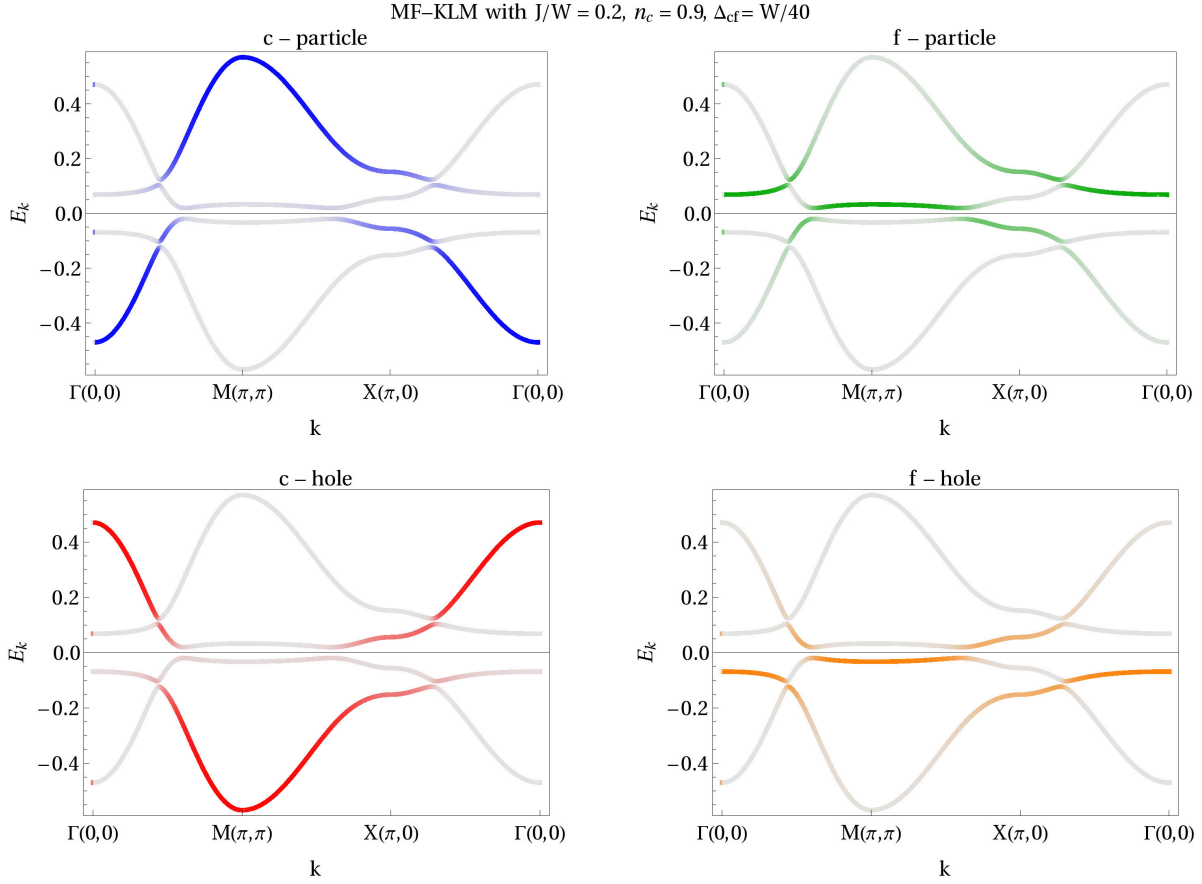 MF–KLM with J/W = 0.2, n_c = 0.9, Δ_cf = W/40
c – particle
f – particle
E_k
0.4
0.2
0.0
−0.2
−0.4
Γ(0,0)
M(π,π)
X(π,0)
Γ(0,0)
k
E_k
0.4
0.2
0.0
−0.2
−0.4
Γ(0,0)
M(π,π)
X(π,0)
Γ(0,0)
k
c – hole
f – hole
E_k
0.4
0.2
0.0
−0.2
−0.4
Γ(0,0)
M(π,π)
X(π,0)
Γ(0,0)
k
E_k
0.4
0.2
0.0
−0.2
−0.4
Γ(0,0)
M(π,π)
X(π,0)
Γ(0,0)
k